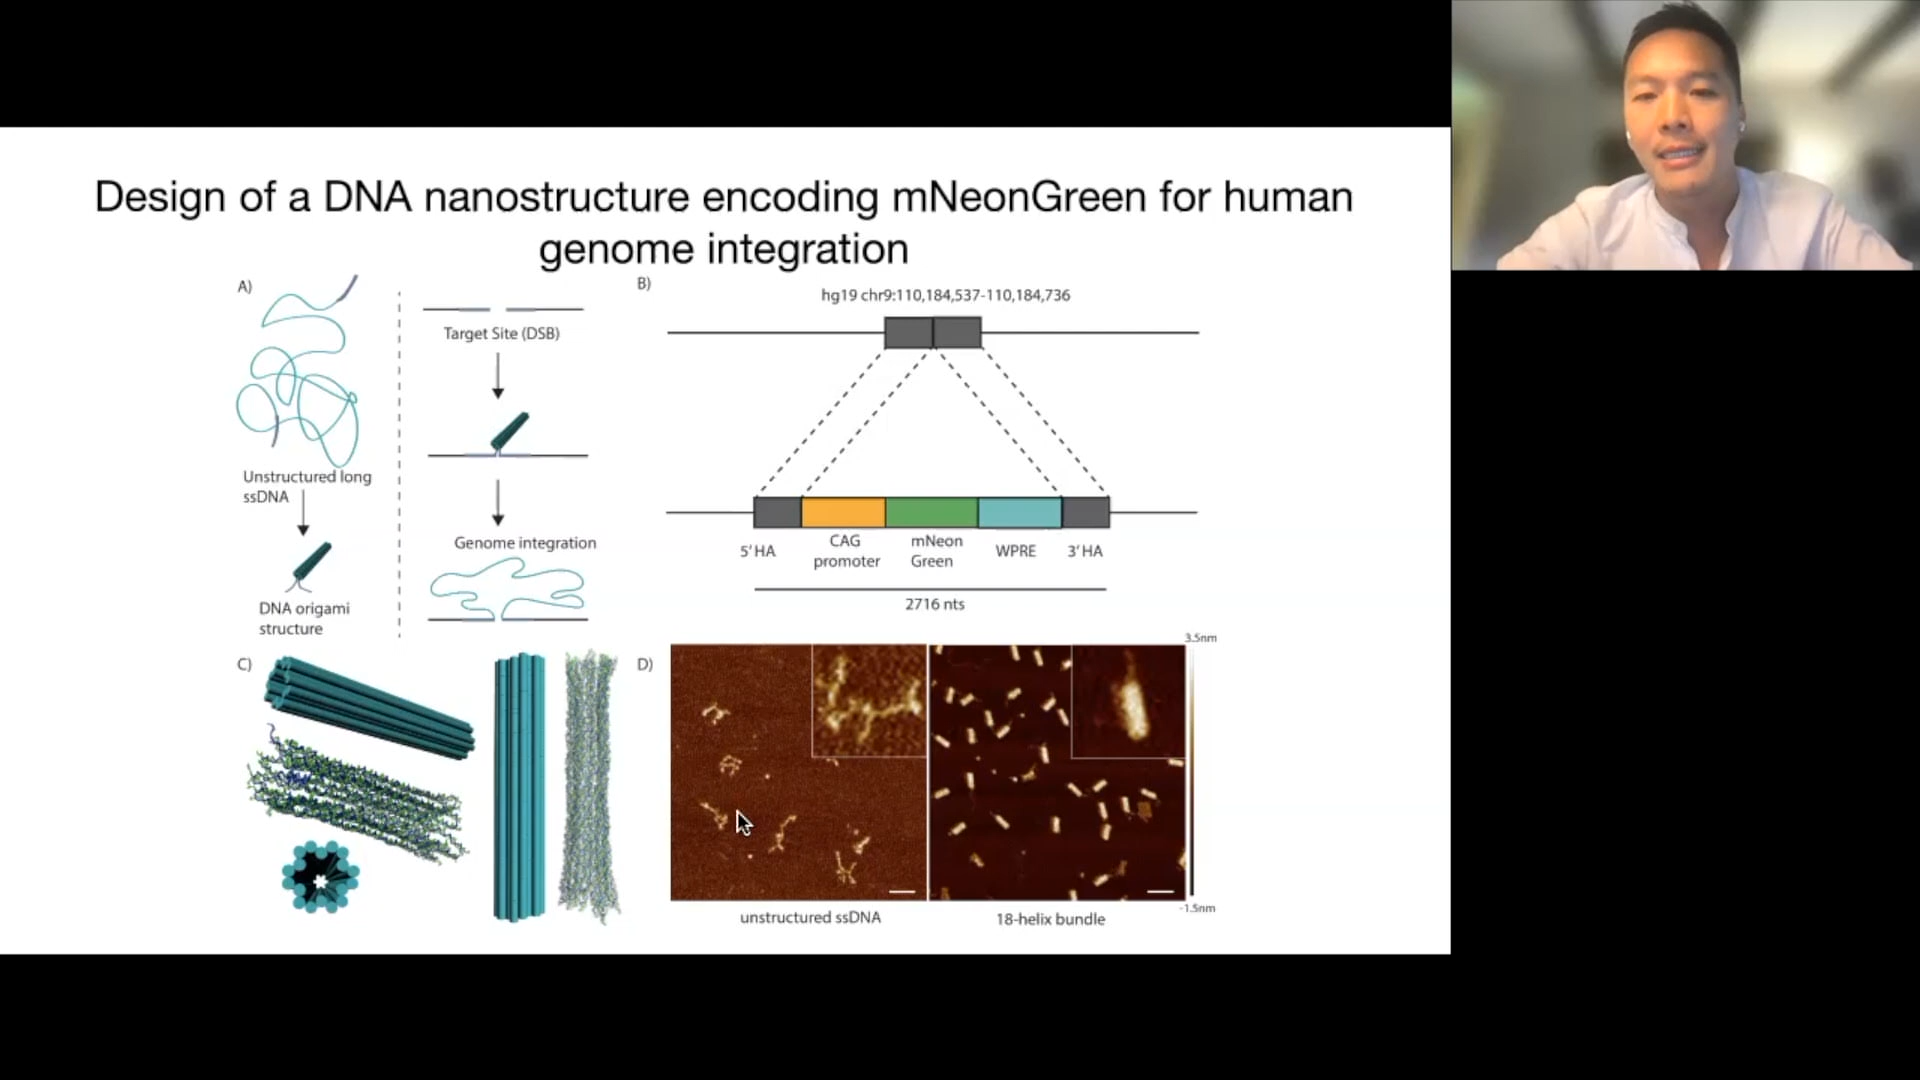 Design of a DNA nanostructure encoding mNeonGreen for human
genome integration
A)
Unstructured long
ssDNA
DNA origami
structure
Target Site (DSB)
Genome integration
B)
hg19 chr9:110,184,537-110,184,736
5' HA
CAG
promoter
mNeon
Green
WPRE
3' HA
2716 nts
C)
D)
3.5nm
-1.5nm
unstructured ssDNA
18-helix bundle